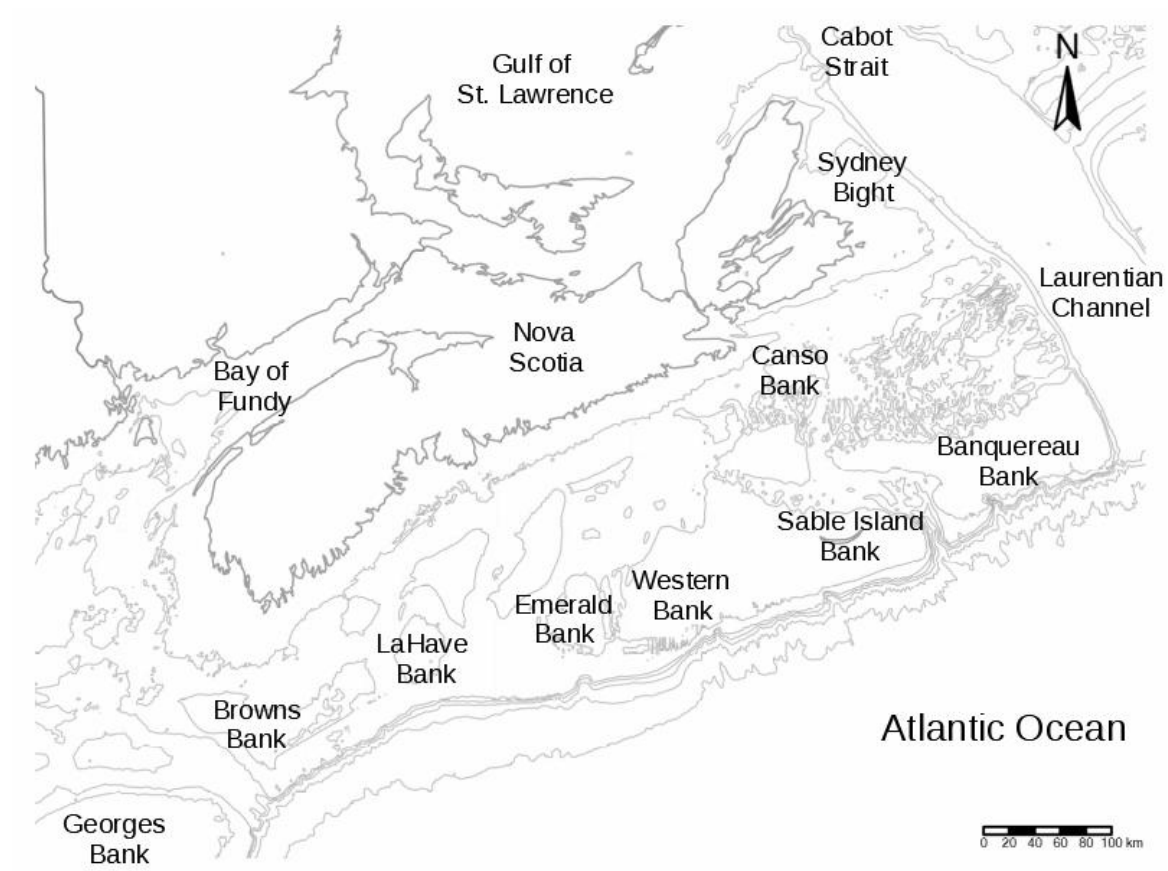 Cabot
Strait
N
Gulf of
St. Lawrence
Sydney
Bight
Laurentian
Channel
Nova
Scotia
Canso
Bank
Bay of
Fundy
Banquereau
Bank
Sable Island
Bank
Western
Bank
Emerald
Bank
LaHave
Bank
Browns
Bank
Atlantic Ocean
Georges
Bank
0 20 40 60 80 100 km